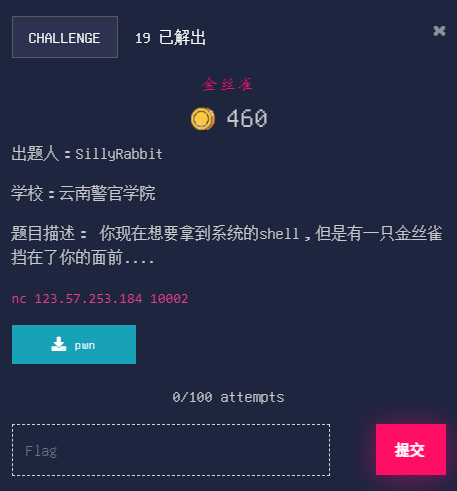 CHALLENGE 19 已解出
金丝雀
460
出题人：SillyRabbit
学校：云南警官学院
题目描述： 你现在想要拿到系统的shell，但是有一只金丝雀
挡在了你的面前....
nc 123.57.253.184 10002
pwn
0/100 attempts
Flag 提交